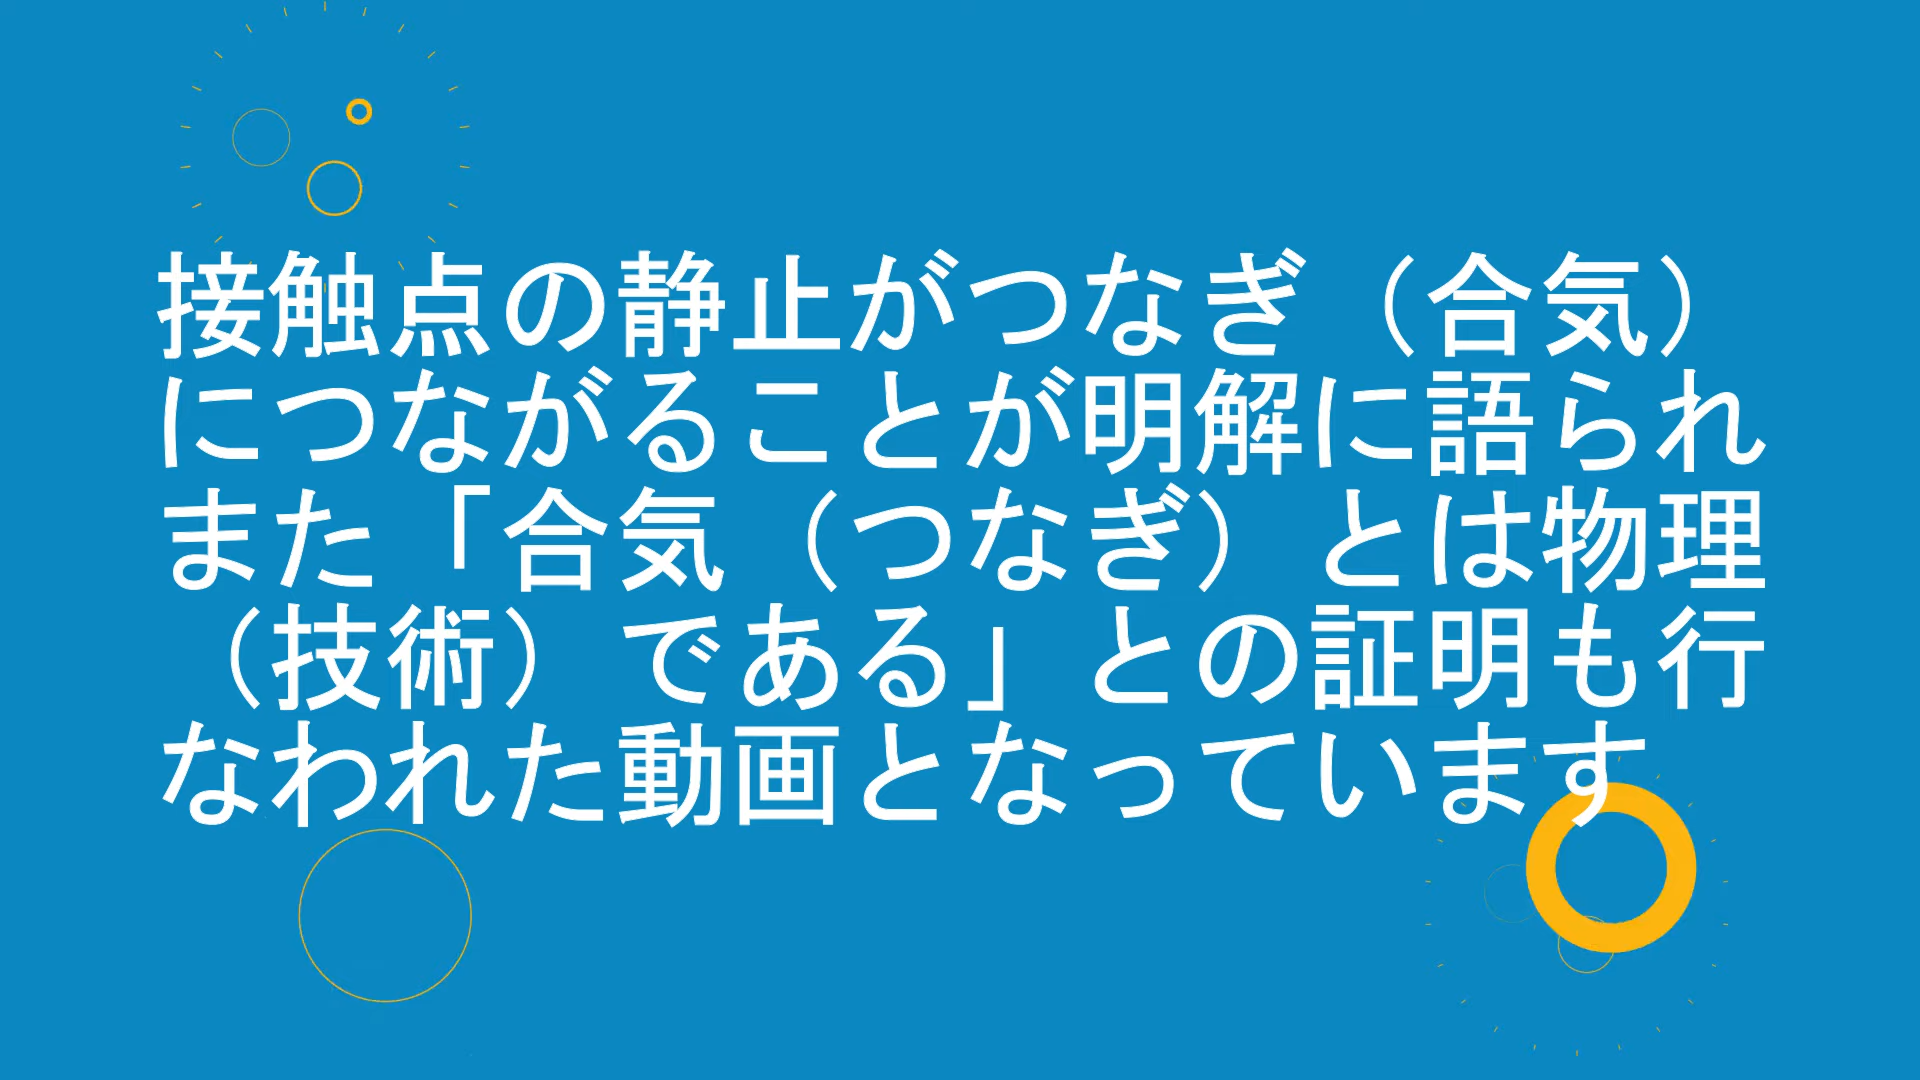 接触点の静止がつなぎ（合気）
につながることが明解に語られ
また「合気（つなぎ）とは物理
（技術）である」との証明も行
なわれた動画となっています